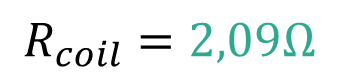 R_coil = 2,09Ω